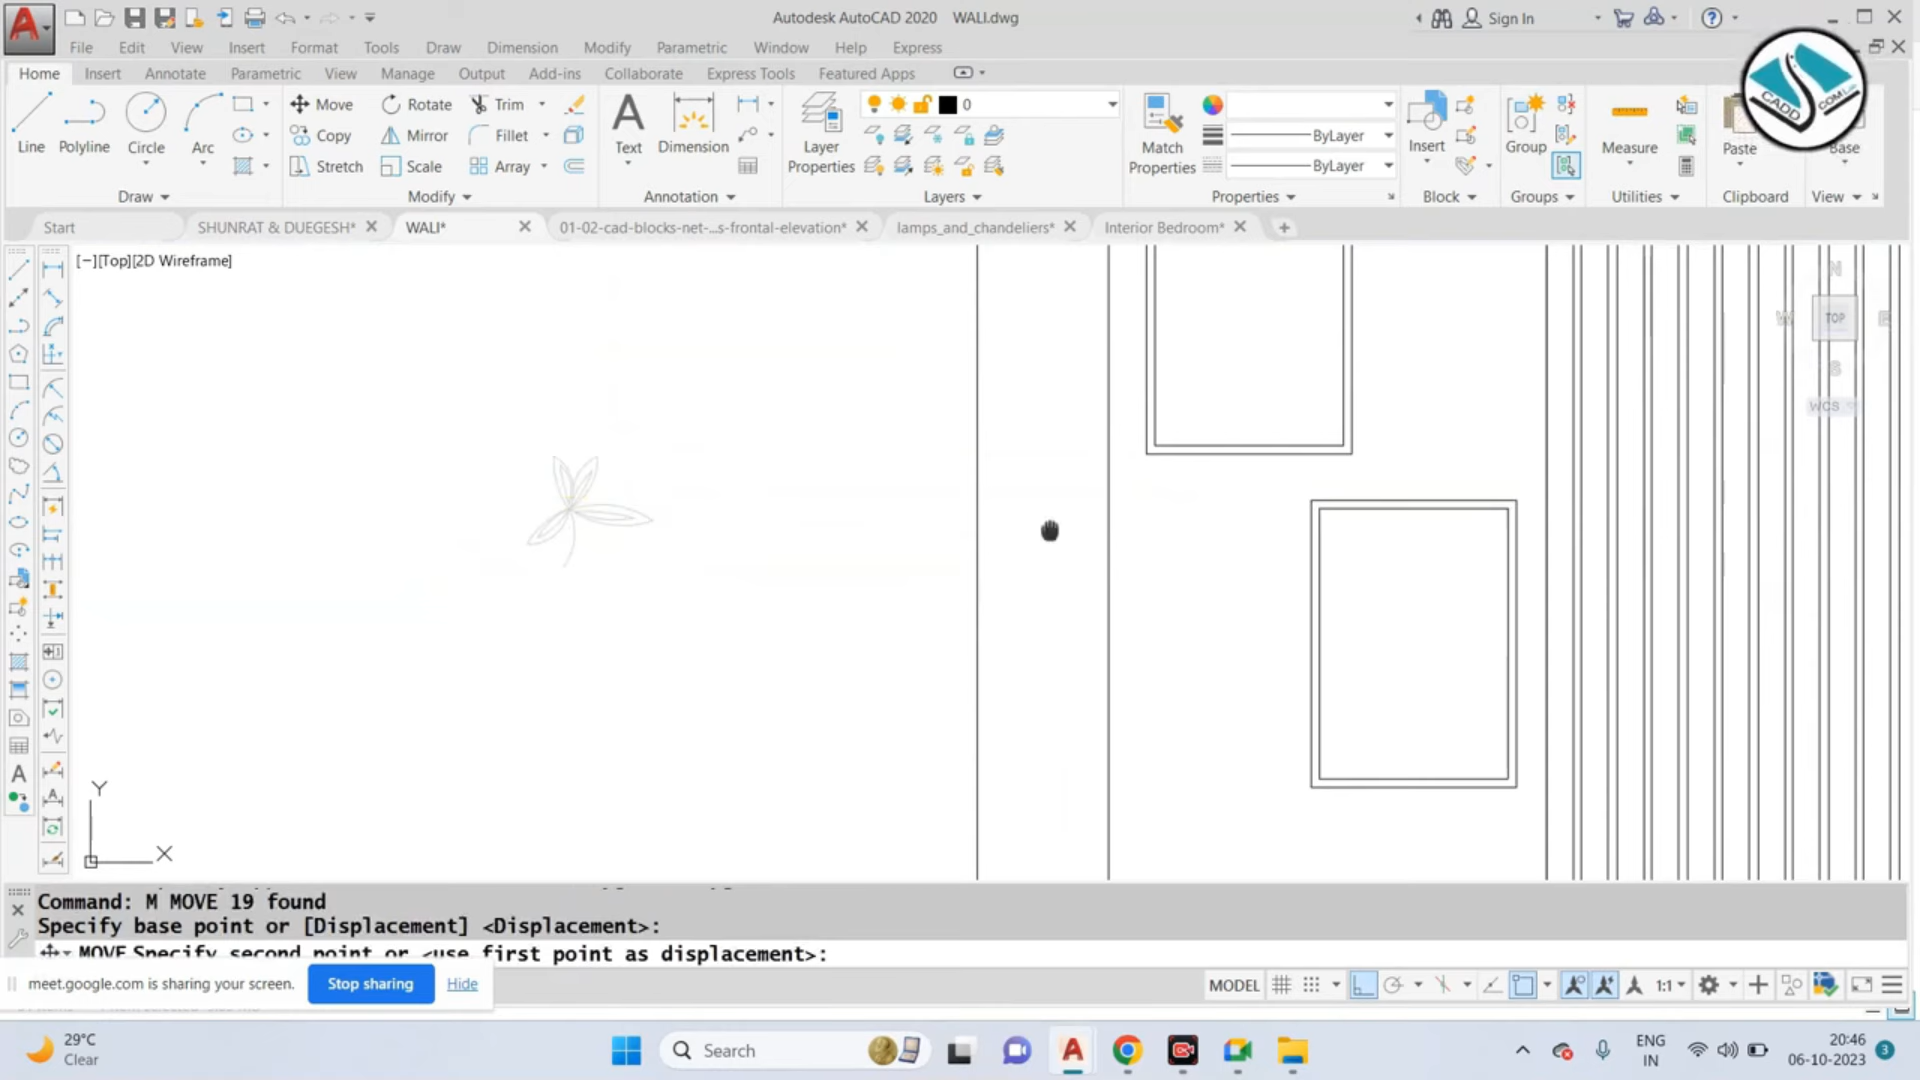 Autodesk AutoCAD 2020 WALI.dwg
Sign In
File Edit View Insert Format Tools Draw Dimension Modify Parametric Window Help Express
Home Insert Annotate Parametric View Manage Output Add-ins Collaborate Express Tools Featured Apps
Line Polyline Circle Arc
Move Rotate Trim
Copy Mirror Fillet
Stretch Scale Array
Text Dimension
Layer Properties
0
Match Properties
ByLayer
ByLayer
Insert
Group
Measure
Paste
Base
CADD
COM
Draw Modify Annotation Layers Properties Block Groups Utilities Clipboard View
Start SHUNRAT & DUEGESH* WALI* 01-02-cad-blocks-net-...s-frontal-elevation* lamps_and_chandeliers* Interior Bedroom*
[−][Top][2D Wireframe]
N
W TOP E
S
WCS
Y
X
Command: M MOVE 19 found
Specify base point or [Displacement] <Displacement>:
MOVE Specify second point or <use first point as displacement>:
meet.google.com is sharing your screen. Stop sharing Hide
MODEL 1:1
29°C
Clear
Search
ENG
IN
20:46
06-10-2023
3